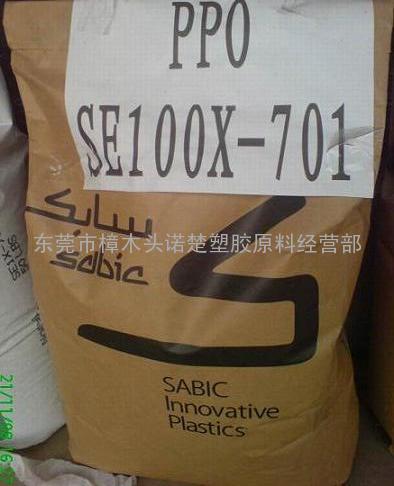 PPO
SE100X-701
سابك
东莞市樟木头诺楚塑胶原料经营部
sabic
SABIC
Innovative
Plastics